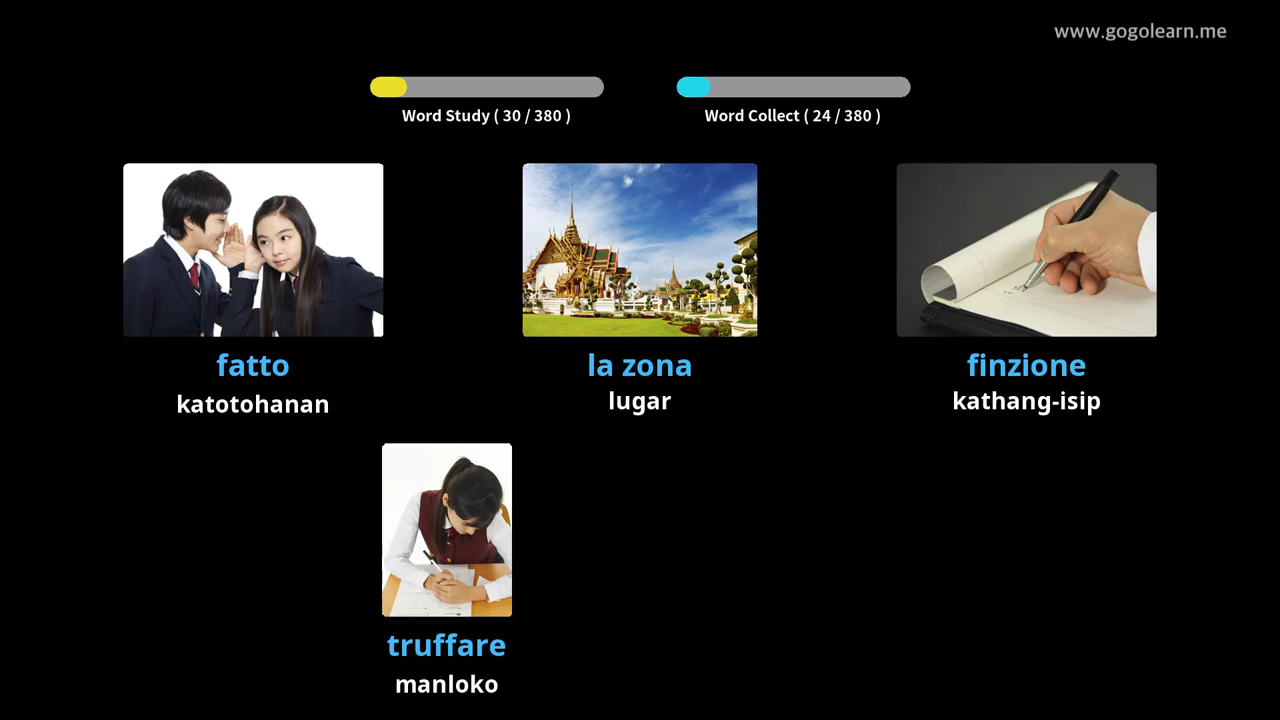 www.gogolearn.me
Word Study ( 30 / 380 )
Word Collect ( 24 / 380 )
fatto
katotohanan
la zona
lugar
finzione
kathang-isip
truffare
manloko